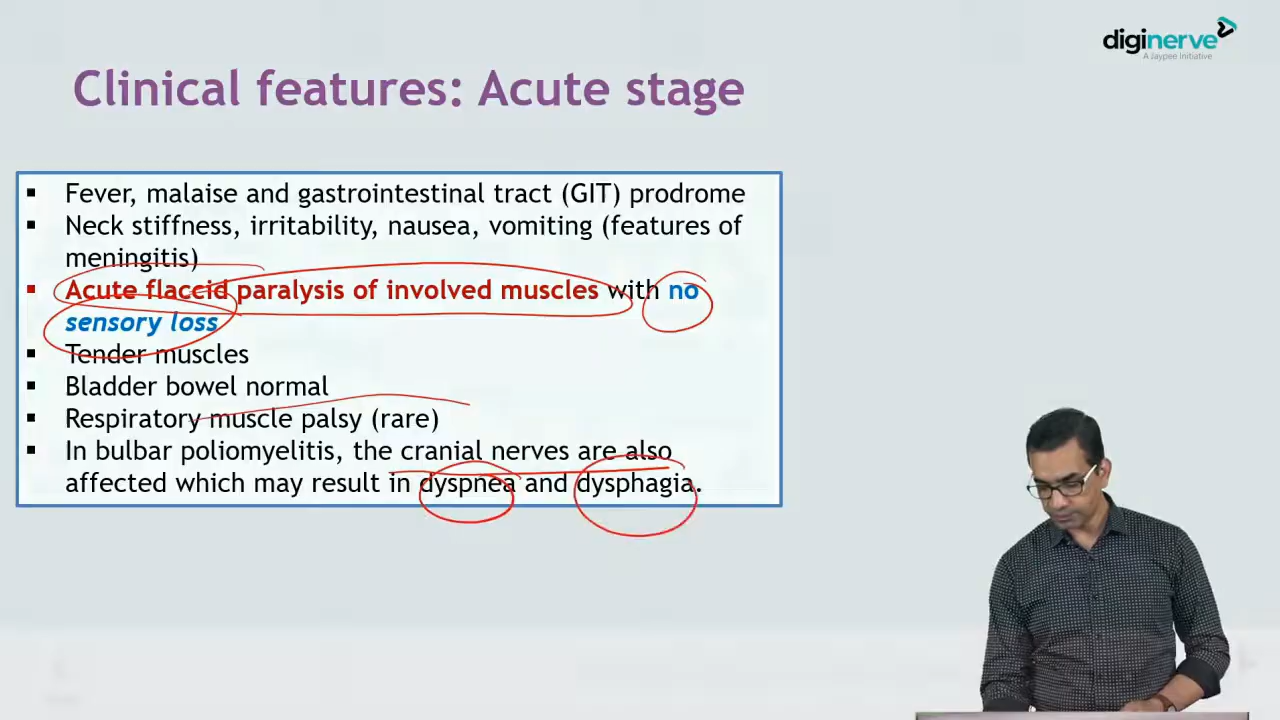 diginerve
A Jaypee Initiative
Clinical features: Acute stage
▪ Fever, malaise and gastrointestinal tract (GIT) prodrome
▪ Neck stiffness, irritability, nausea, vomiting (features of
meningitis)
▪ Acute flaccid paralysis of involved muscles with no
sensory loss
▪ Tender muscles
▪ Bladder bowel normal
▪ Respiratory muscle palsy (rare)
▪ In bulbar poliomyelitis, the cranial nerves are also
affected which may result in dyspnea and dysphagia.